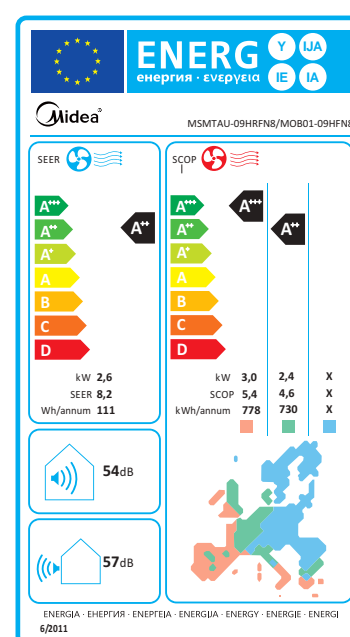 ENERG Y IJA
енергия · ενεργεια IE IA
Midea®
MSMTAU-09HRFN8/MOB01-09HFN8
SEER
SCOP
A+++ A+++
A++ A++
A+ A+
A A
B B
C C
D D
A++
A+++
A++
kW 2,6
SEER 8,2
Wh/annum 111
kW 3,0 2,4 X
SCOP 5,4 4,6 X
kWh/annum 778 730 X
54dB
57dB
ENERGIA · ЕНЕРГИЯ · ΕΝΕΡΓΕΙΑ · ENERGIJA · ENERGY · ENERGIE · ENERGI
6/2011